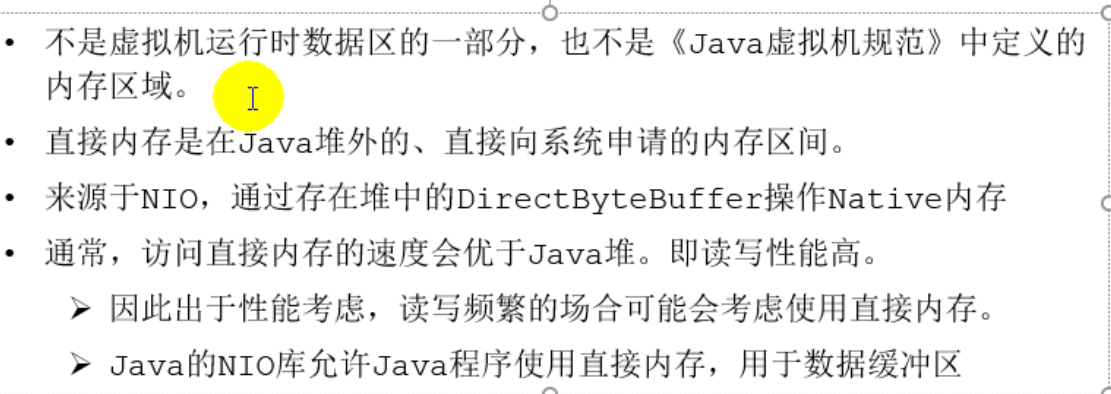 • 不是虚拟机运行时数据区的一部分，也不是《Java虚拟机规范》中定义的
内存区域。
• 直接内存是在Java堆外的、直接向系统申请的内存区间。
• 来源于NIO，通过存在堆中的DirectByteBuffer操作Native内存
• 通常，访问直接内存的速度会优于Java堆。即读写性能高。
➢ 因此出于性能考虑，读写频繁的场合可能会考虑使用直接内存。
➢ Java的NIO库允许Java程序使用直接内存，用于数据缓冲区